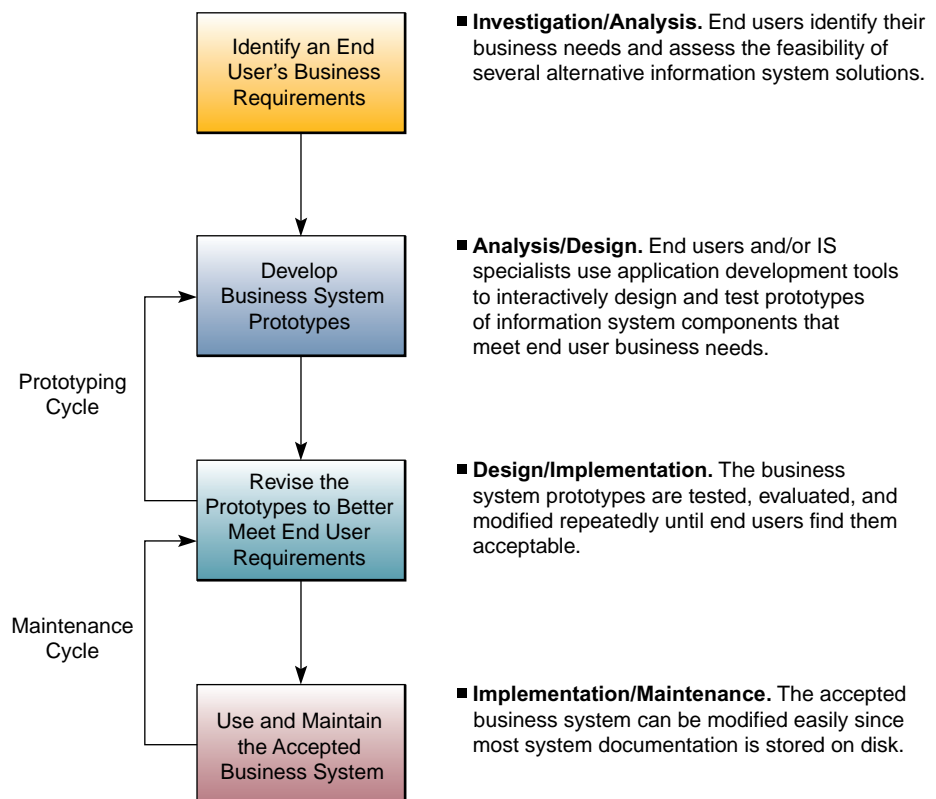 Identify an End
User’s Business
Requirements
■ Investigation/Analysis. End users identify their
business needs and assess the feasibility of
several alternative information system solutions.
Develop
Business System
Prototypes
■ Analysis/Design. End users and/or IS
specialists use application development tools
to interactively design and test prototypes
of information system components that
meet end user business needs.
Prototyping
Cycle
Revise the
Prototypes to Better
Meet End User
Requirements
■ Design/Implementation. The business
system prototypes are tested, evaluated, and
modified repeatedly until end users find them
acceptable.
Maintenance
Cycle
Use and Maintain
the Accepted
Business System
■ Implementation/Maintenance. The accepted
business system can be modified easily since
most system documentation is stored on disk.